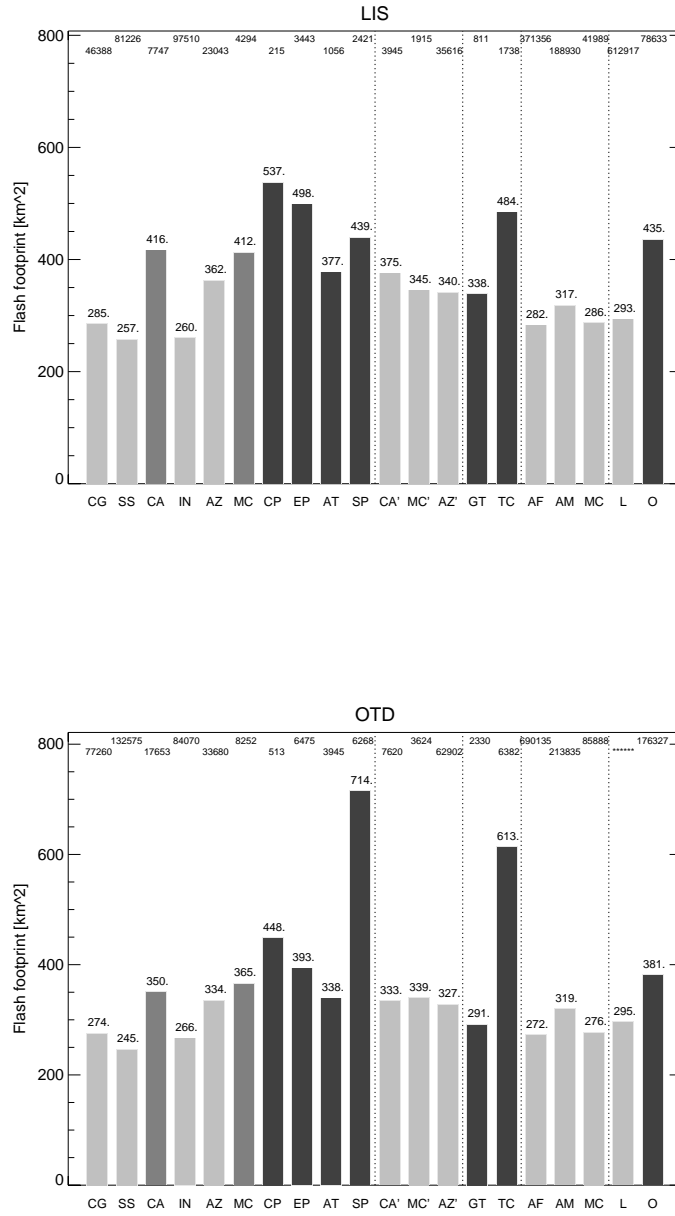 LIS
81226 97510 4294 3443 2421 1915 811 371356 41989 78633
46388 7747 23043 215 1056 3945 35616 1738 188930 612917
800
600
400
200
0
Flash footprint [km^2]
285. 257. 416. 260. 362. 412. 537. 498. 377. 439. 375. 345. 340. 338. 484. 282. 317. 286. 293. 435.
CG SS CA IN AZ MC CP EP AT SP CA' MC' AZ' GT TC AF AM MC L O
OTD
132575 84070 8252 6475 6268 3624 2330 690135 85888 176327
77260 17653 33680 513 3945 7620 62902 6382 213835 ******
800
600
400
200
0
Flash footprint [km^2]
274. 245. 350. 266. 334. 365. 448. 393. 338. 714. 333. 339. 327. 291. 613. 272. 319. 276. 295. 381.
CG SS CA IN AZ MC CP EP AT SP CA' MC' AZ' GT TC AF AM MC L O